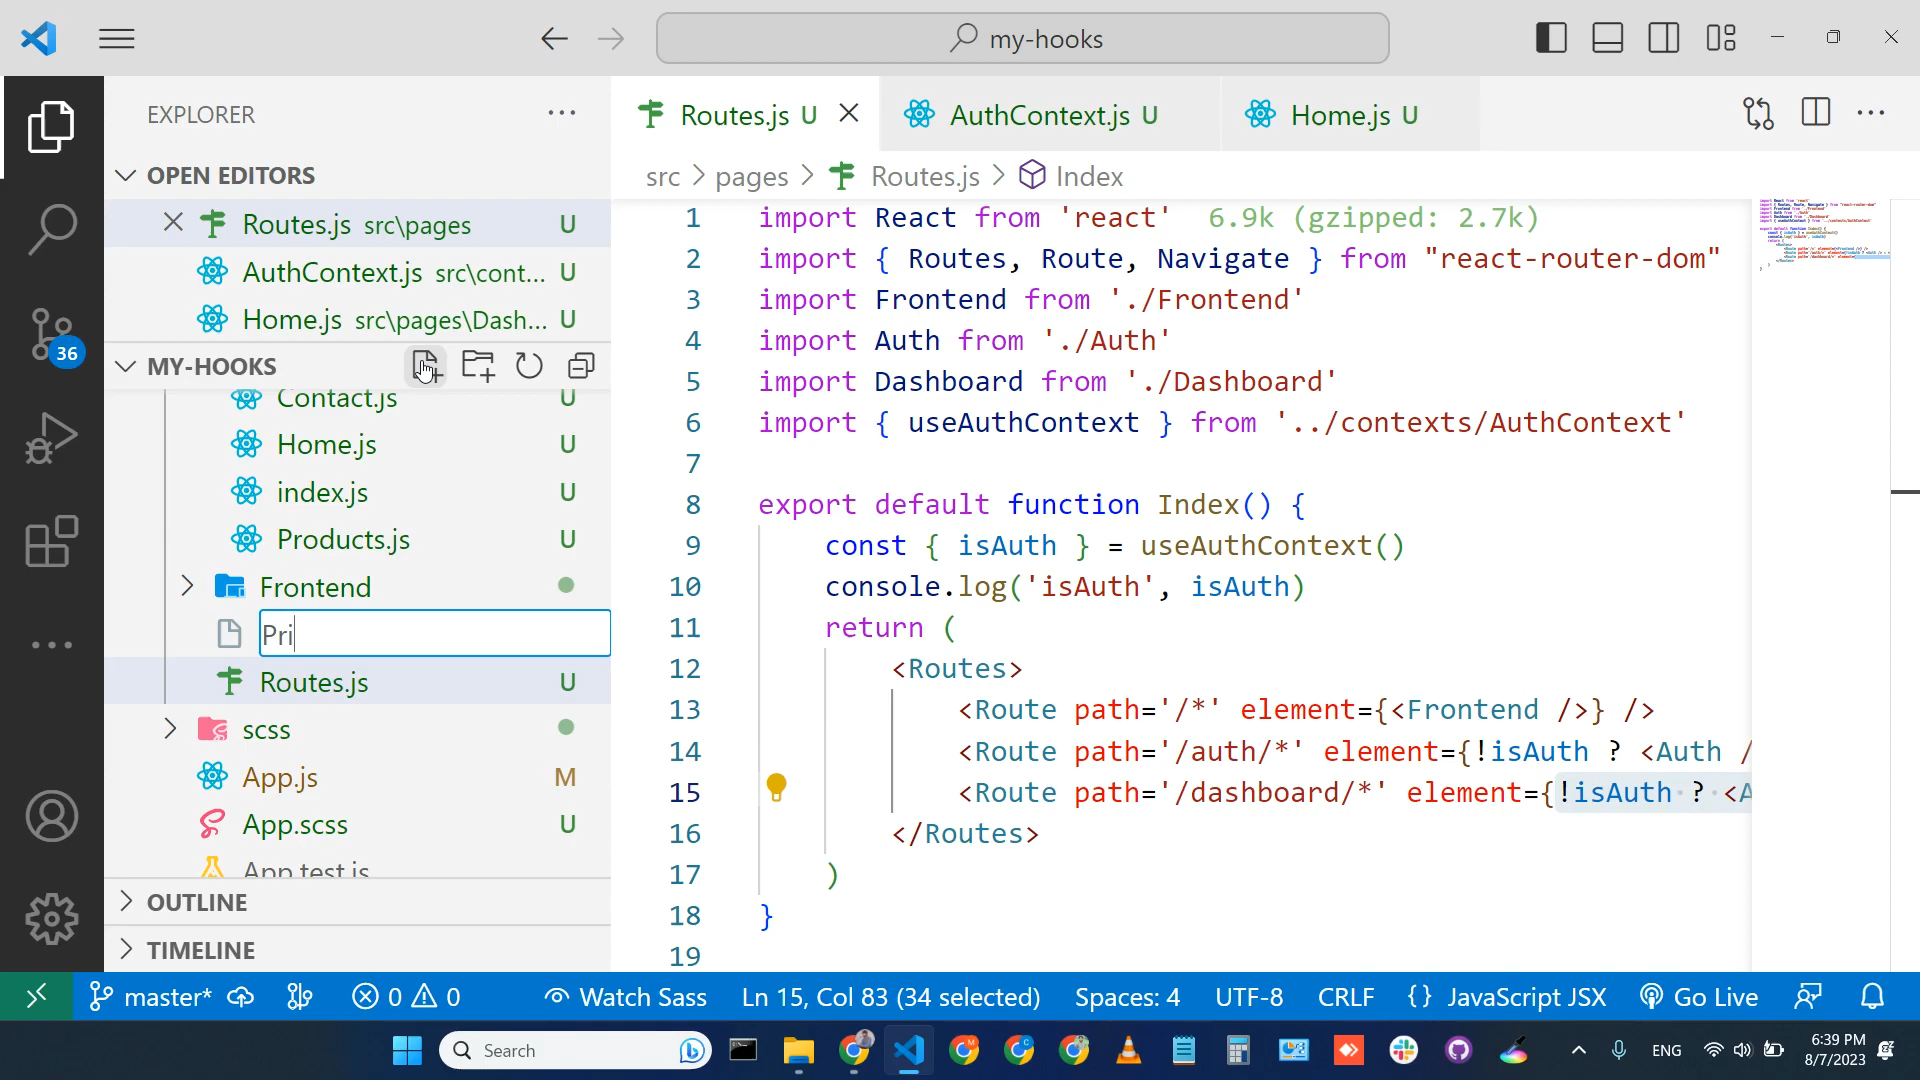 my-hooks
EXPLORER
OPEN EDITORS
Routes.js src\pages U
AuthContext.js src\cont... U
Home.js src\pages\Dash... U
MY-HOOKS
Contact.js U
Home.js U
index.js U
Products.js U
Frontend
Pri
Routes.js U
scss
App.js M
App.scss U
App.test.js
OUTLINE
TIMELINE
36
Routes.js U
AuthContext.js U
Home.js U
src > pages > Routes.js > Index
1 import React from 'react' 6.9k (gzipped: 2.7k)
2 import { Routes, Route, Navigate } from "react-router-dom"
3 import Frontend from './Frontend'
4 import Auth from './Auth'
5 import Dashboard from './Dashboard'
6 import { useAuthContext } from '../contexts/AuthContext'
7
8 export default function Index() {
9 const { isAuth } = useAuthContext()
10 console.log('isAuth', isAuth)
11 return (
12 <Routes>
13 <Route path='/*' element={<Frontend />} />
14 <Route path='/auth/*' element={!isAuth ? <Auth /
15 <Route path='/dashboard/*' element={!isAuth ? <A
16 </Routes>
17 )
18 }
19
master* 0 0 Watch Sass Ln 15, Col 83 (34 selected) Spaces: 4 UTF-8 CRLF {} JavaScript JSX Go Live
Search
ENG
6:39 PM
8/7/2023